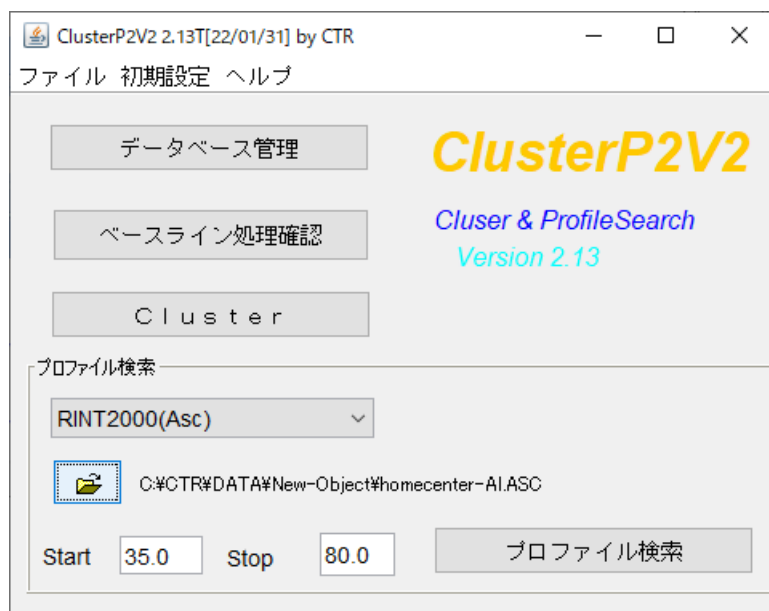 ClusterP2V2 2.13T[22/01/31] by CTR
ファイル 初期設定 ヘルプ
データベース管理
ClusterP2V2
ベースライン処理確認
Cluser & ProfileSearch
Version 2.13
Ｃｌｕｓｔｅｒ
プロファイル検索
RINT2000(Asc)
C:¥CTR¥DATA¥New-Object¥homecenter-Al.ASC
Start 35.0 Stop 80.0 プロファイル検索